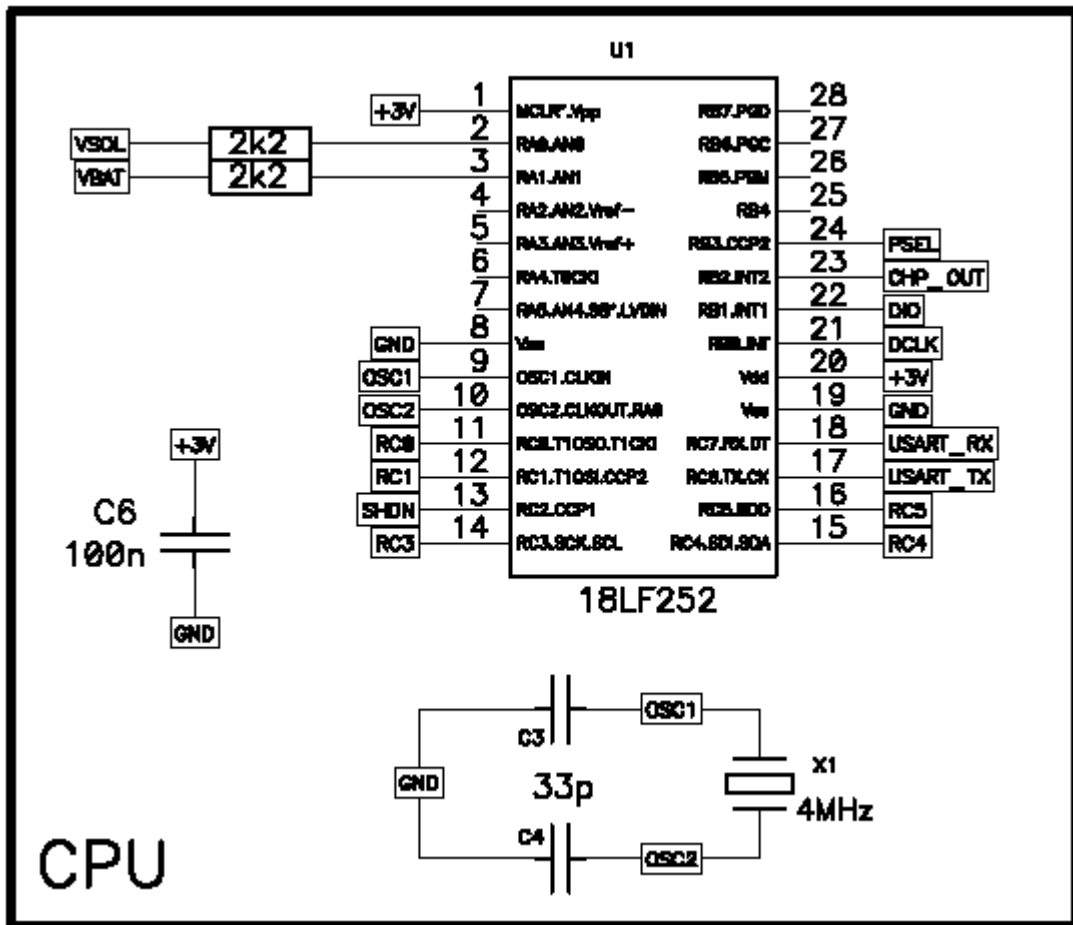 U1
+3V 1 MCLR*.Vpp RB7.PGD 28
VSOL 2k2 2 RA0.AN0 RB6.PGC 27
VBAT 2k2 3 RA1.AN1 RB5.PGM 26
4 RA2.AN2.Vref- RB4 25
5 RA3.AN3.Vref+ RB3.CCP2 24 PSEL
6 RA4.T0CKI RB2.INT2 23 CHP_OUT
7 RA5.AN4.SS*.LVDIN RB1.INT1 22 DIO
GND 8 Vss RB0.INT 21 DCLK
OSC1 9 OSC1.CLKIN Vdd 20 +3V
OSC2 10 OSC2.CLKOUT.RA6 Vss 19 GND
RC0 11 RC0.T1OSO.T1CKI RC7.RX.DT 18 USART_RX
RC1 12 RC1.T1OSI.CCP2 RC6.TX.CK 17 USART_TX
SHDN 13 RC2.CCP1 RC5.SDO 16 RC5
RC3 14 RC3.SCK.SCL RC4.SDI.SDA 15 RC4
18LF252
+3V
C6
100n
GND
C3 OSC1
GND 33p X1
4MHz
C4 OSC2
CPU